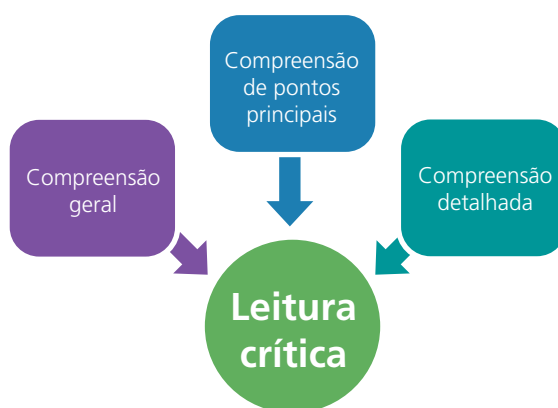 Compreensão
de pontos
principais
Compreensão
geral
Compreensão
detalhada
Leitura
crítica